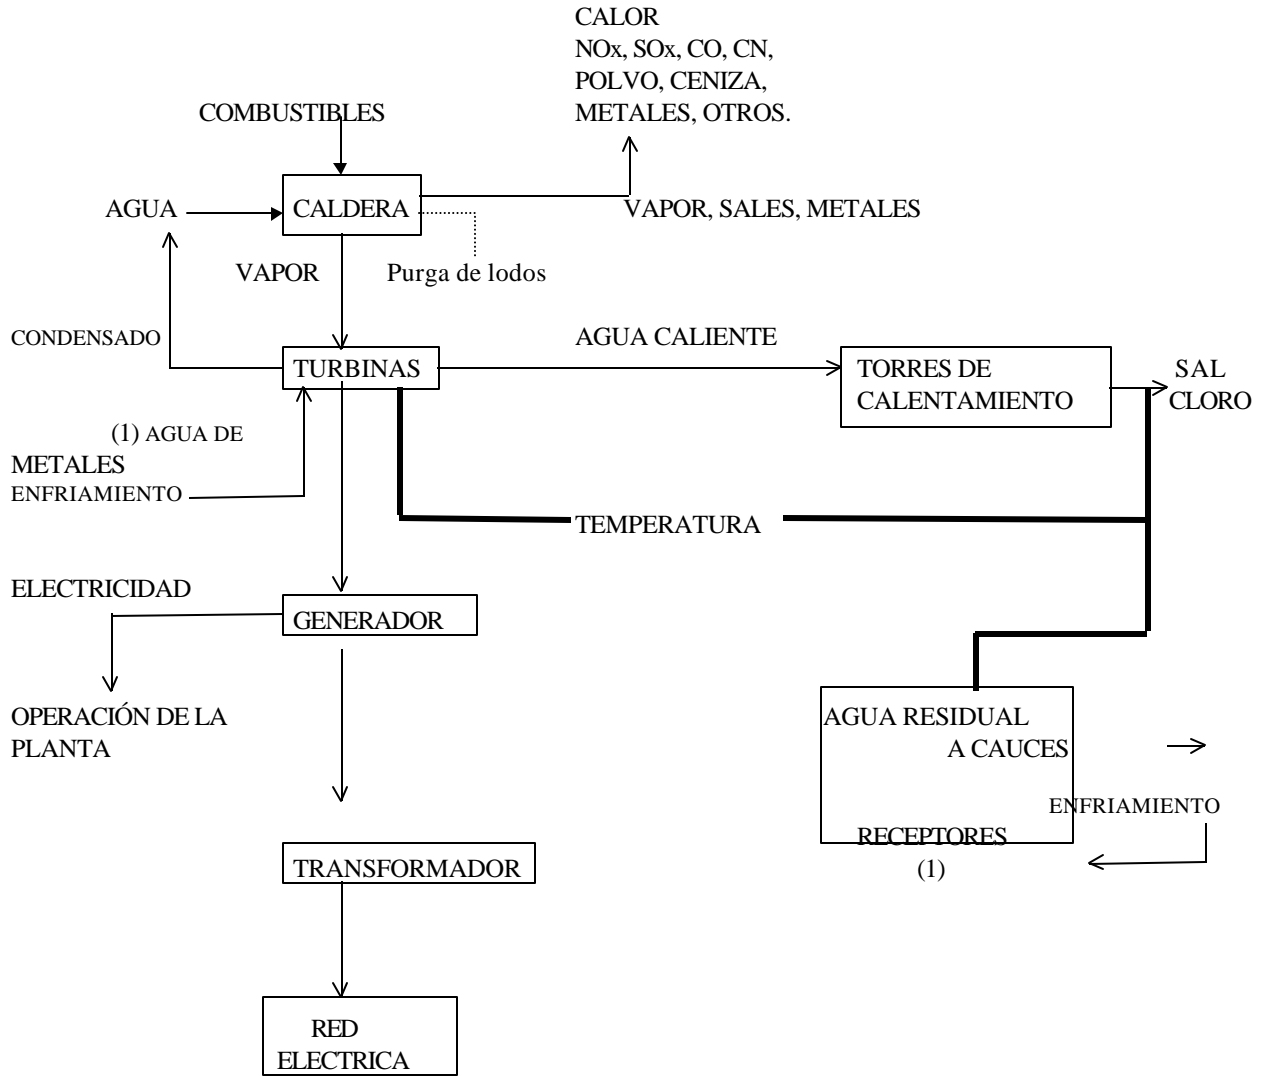 CALOR
NOx, SOx, CO, CN,
POLVO, CENIZA,
METALES, OTROS.
COMBUSTIBLES
AGUA
CALDERA
VAPOR, SALES, METALES
VAPOR
Purga de lodos
CONDENSADO
AGUA CALIENTE
TURBINAS
TORRES DE
CALENTAMIENTO
SAL
CLORO
(1) AGUA DE
METALES
ENFRIAMIENTO
TEMPERATURA
ELECTRICIDAD
GENERADOR
OPERACIÓN DE LA
PLANTA
AGUA RESIDUAL
A CAUCES
ENFRIAMIENTO
RECEPTORES
(1)
TRANSFORMADOR
RED
ELECTRICA